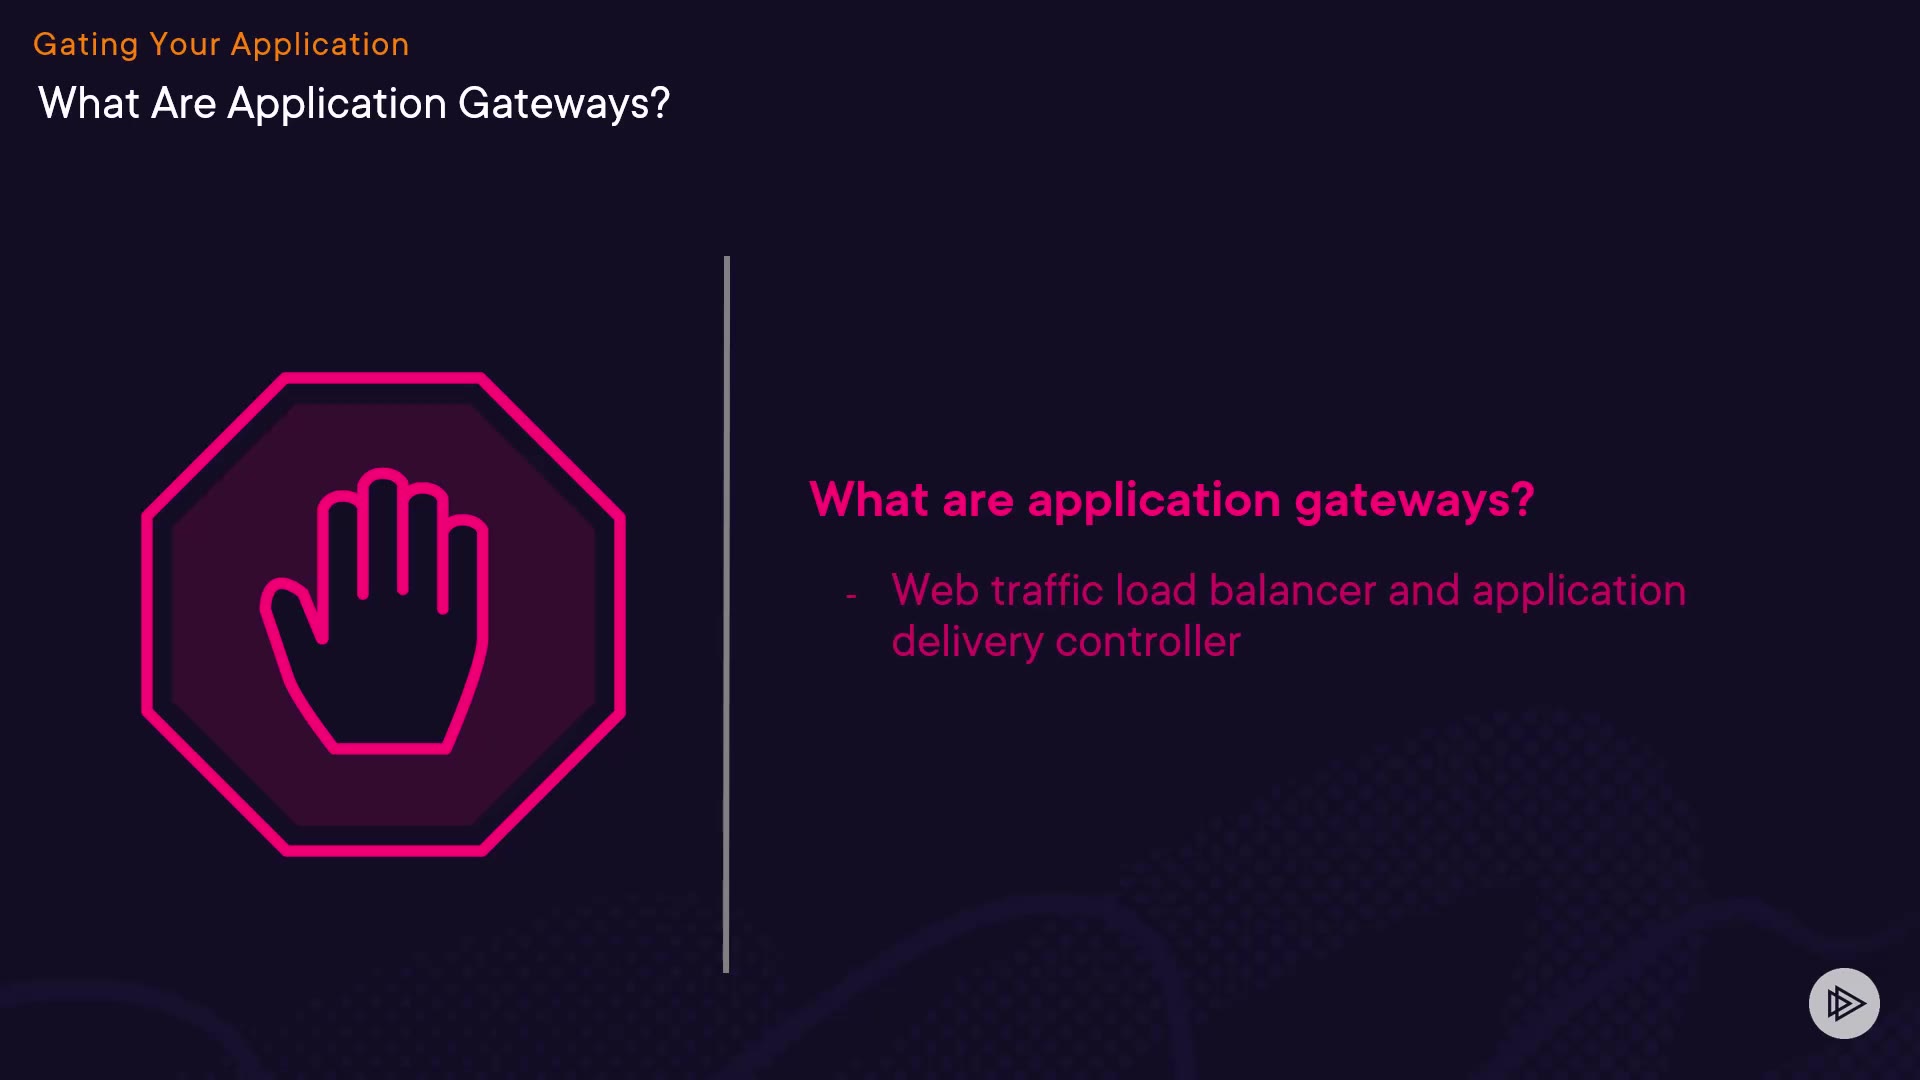 Gating Your Application
What Are Application Gateways?
What are application gateways?
- Web traffic load balancer and application
delivery controller